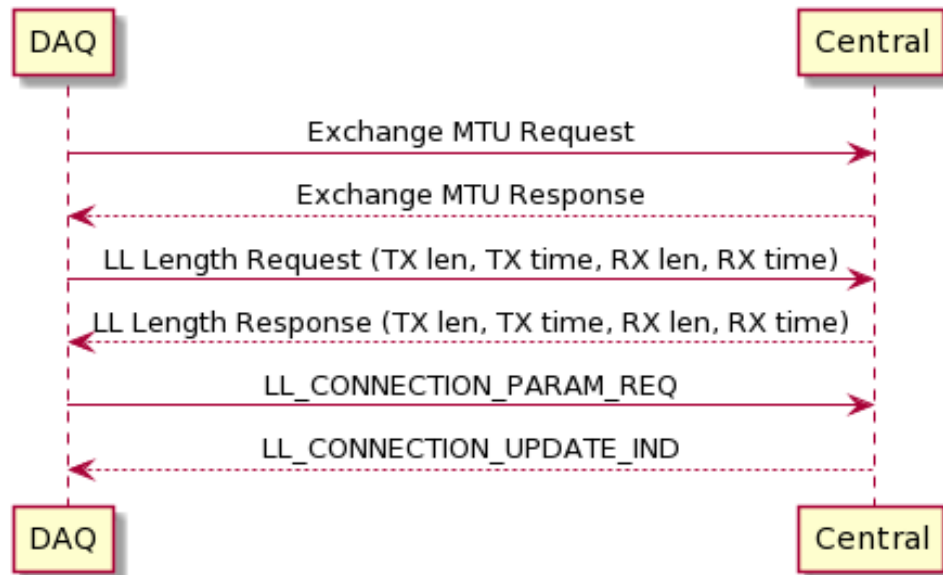 DAQ
Central
Exchange MTU Request
Exchange MTU Response
LL Length Request (TX len, TX time, RX len, RX time)
LL Length Response (TX len, TX time, RX len, RX time)
LL_CONNECTION_PARAM_REQ
LL_CONNECTION_UPDATE_IND
DAQ
Central